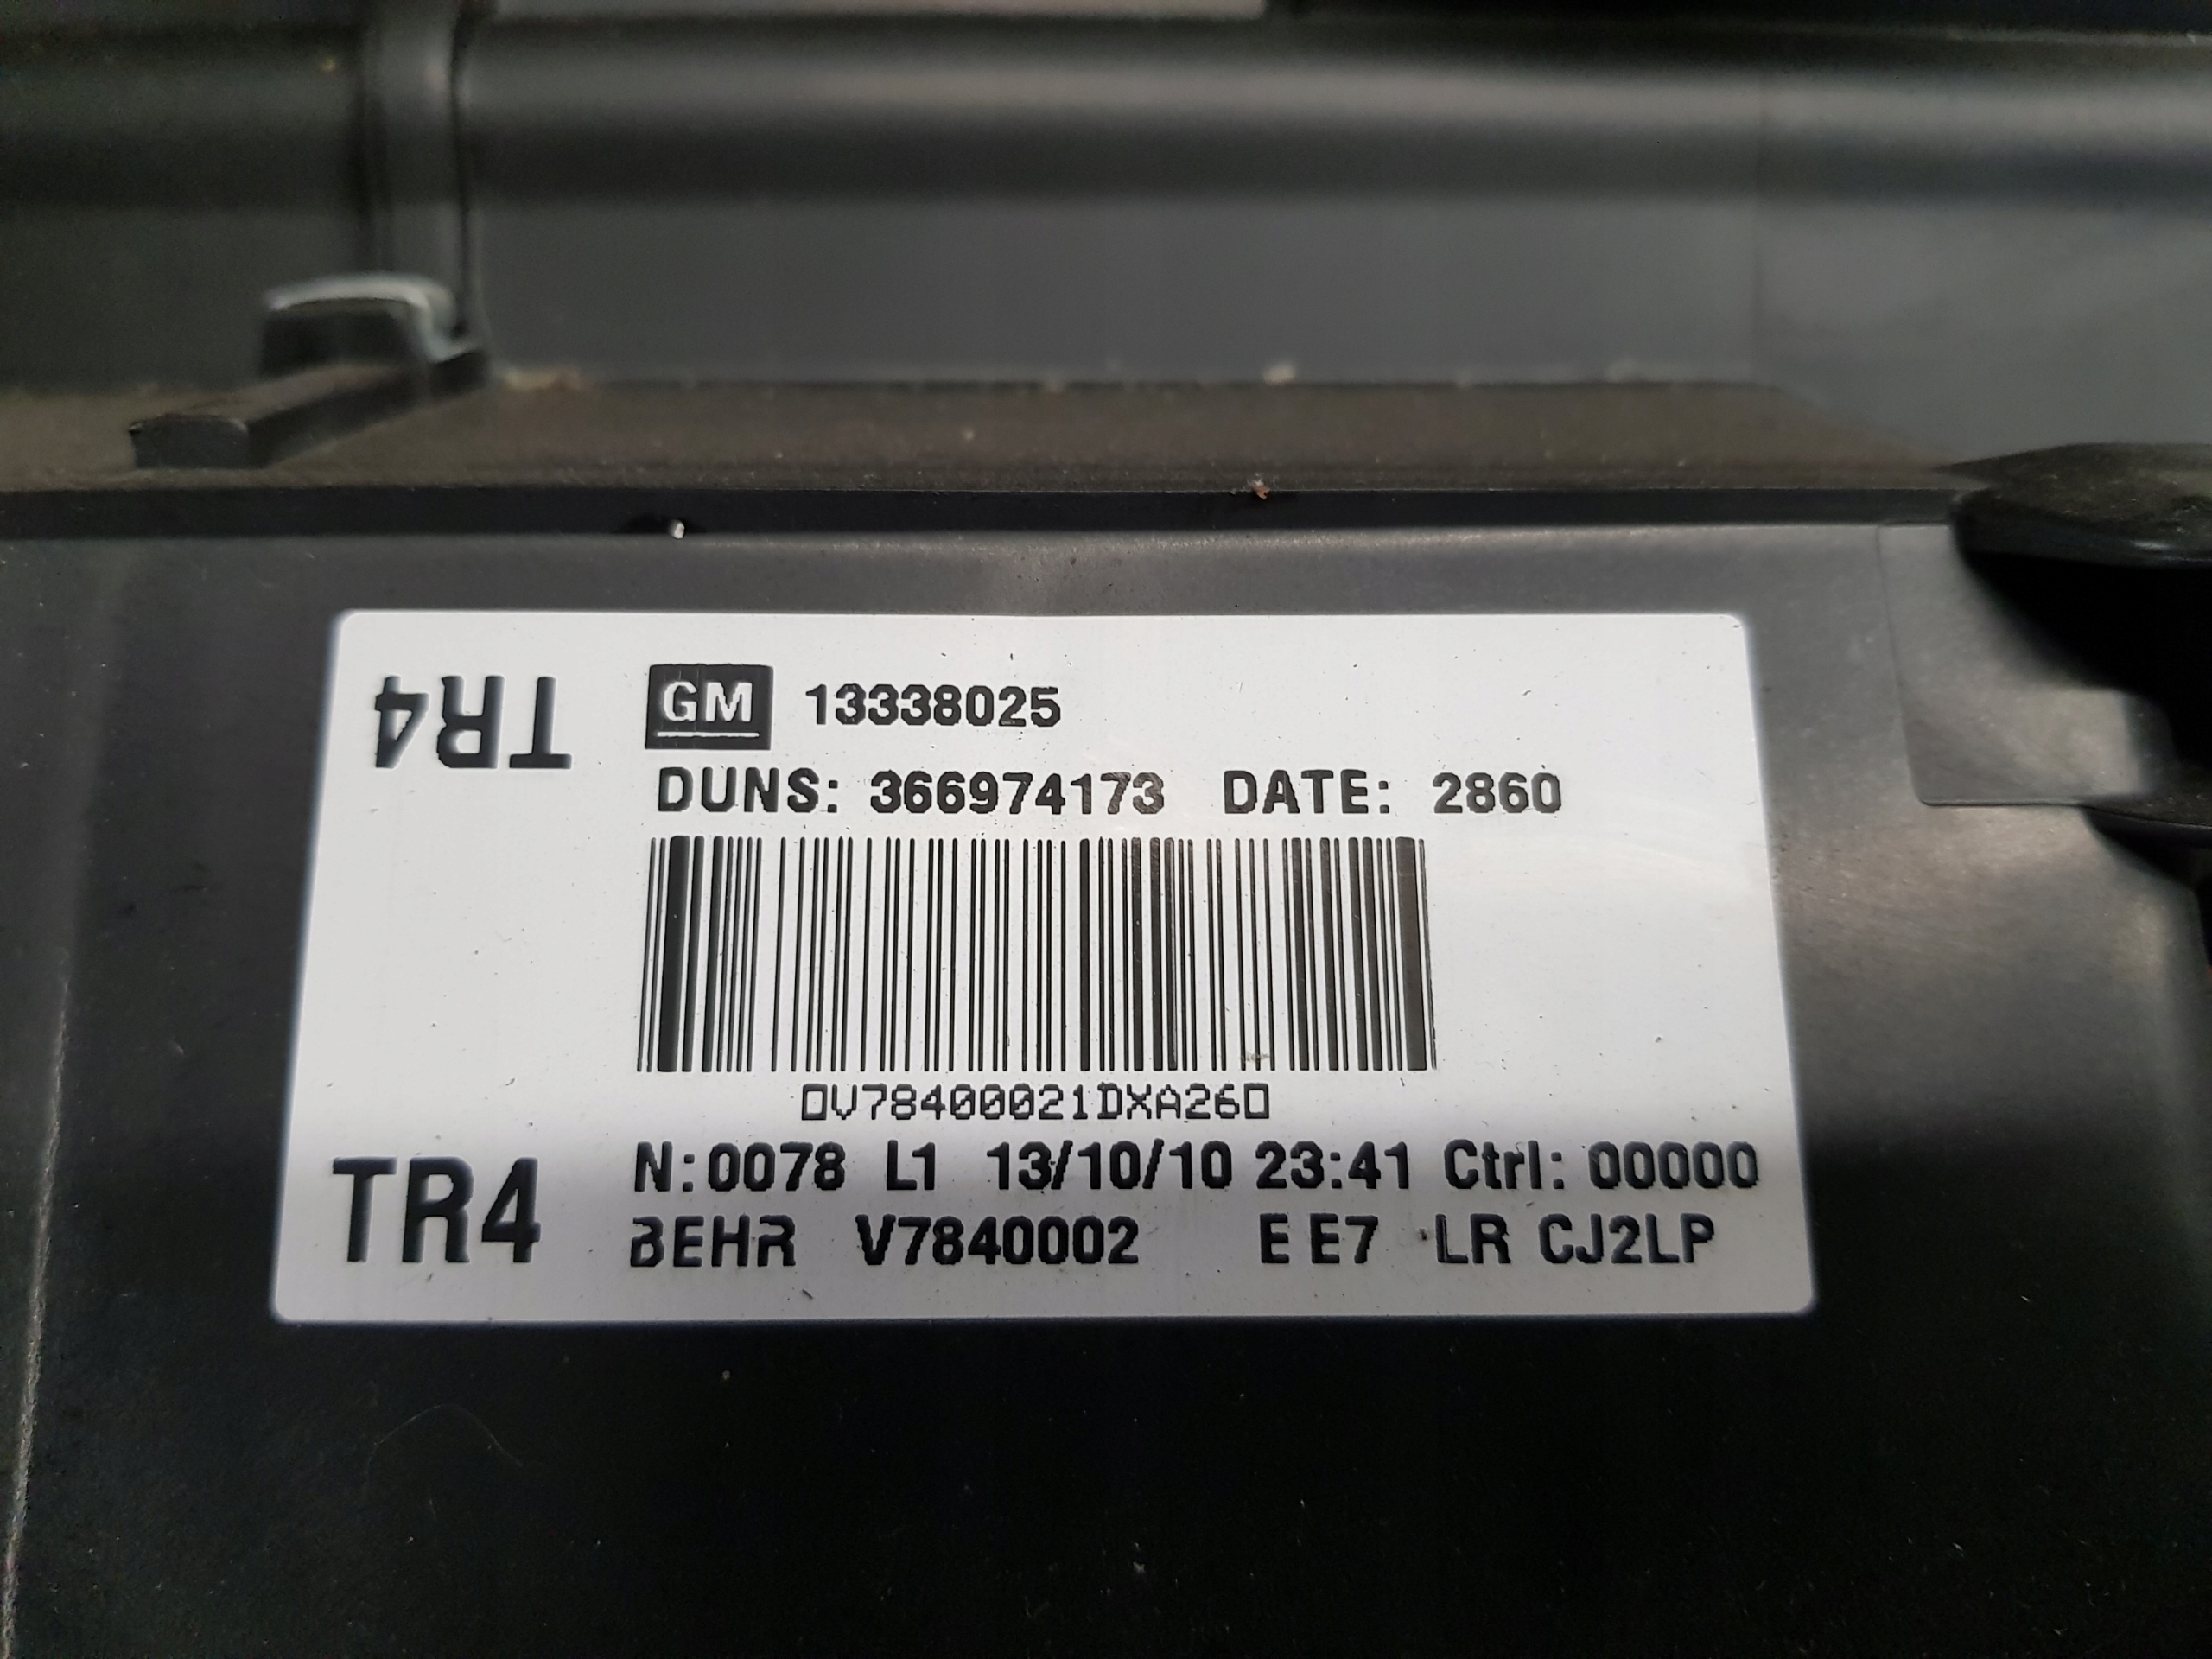 TR4
GM 13338025
DUNS: 366974173 DATE: 2860
▯V78400021DXA26▯
N:0078 L1 13/10/10 23:41 Ctrl: 00000
TR4
BEHR V7840002 E E7 LR CJ2LP